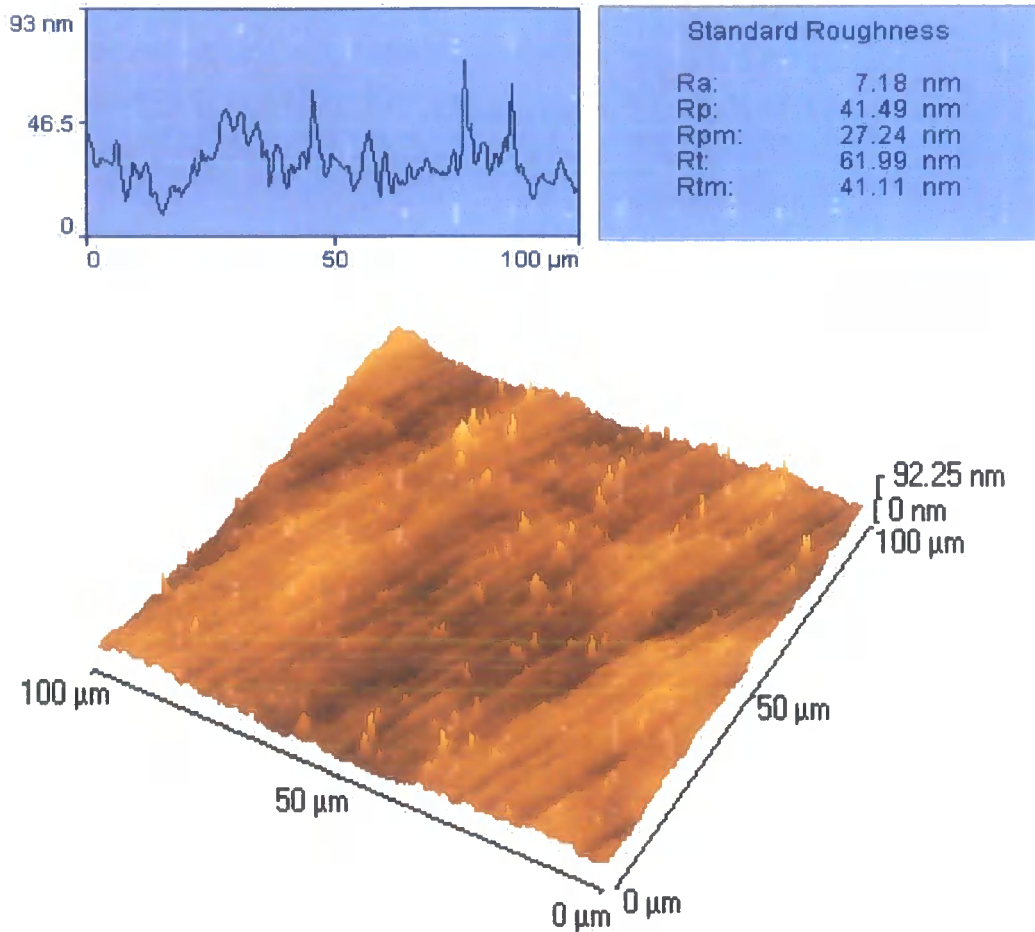 93 nm
46.5
0
0 50 100 µm
Standard Roughness
Ra: 7.18 nm
Rp: 41.49 nm
Rpm: 27.24 nm
Rt: 61.99 nm
Rtm: 41.11 nm
92.25 nm
0 nm
100 µm
100 µm
50 µm
50 µm
0 µm
0 µm